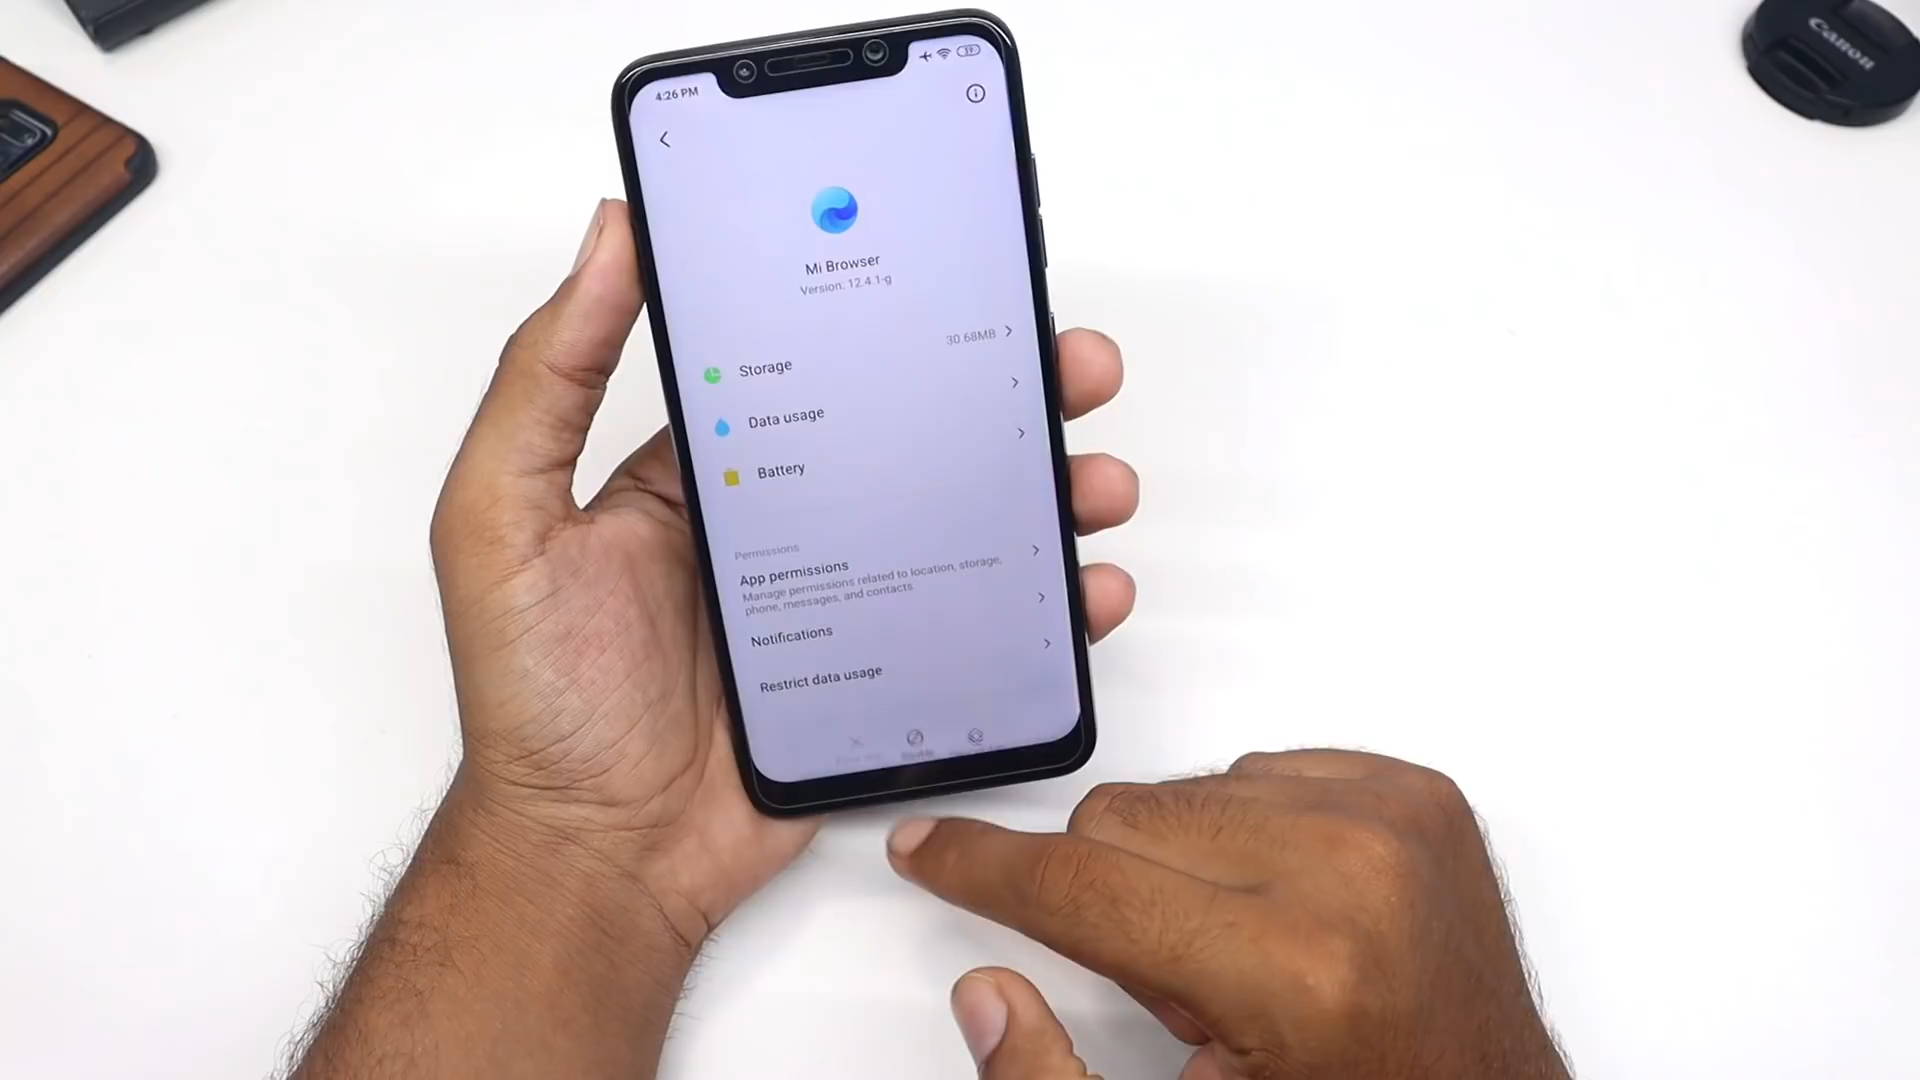 Canon
4:26 PM
Mi Browser
Version: 12.4.1-g
Storage
30.68MB
Data usage
Battery
Permissions
App permissions
Manage permissions related to location, storage,
phone, messages, and contacts
Notifications
Restrict data usage